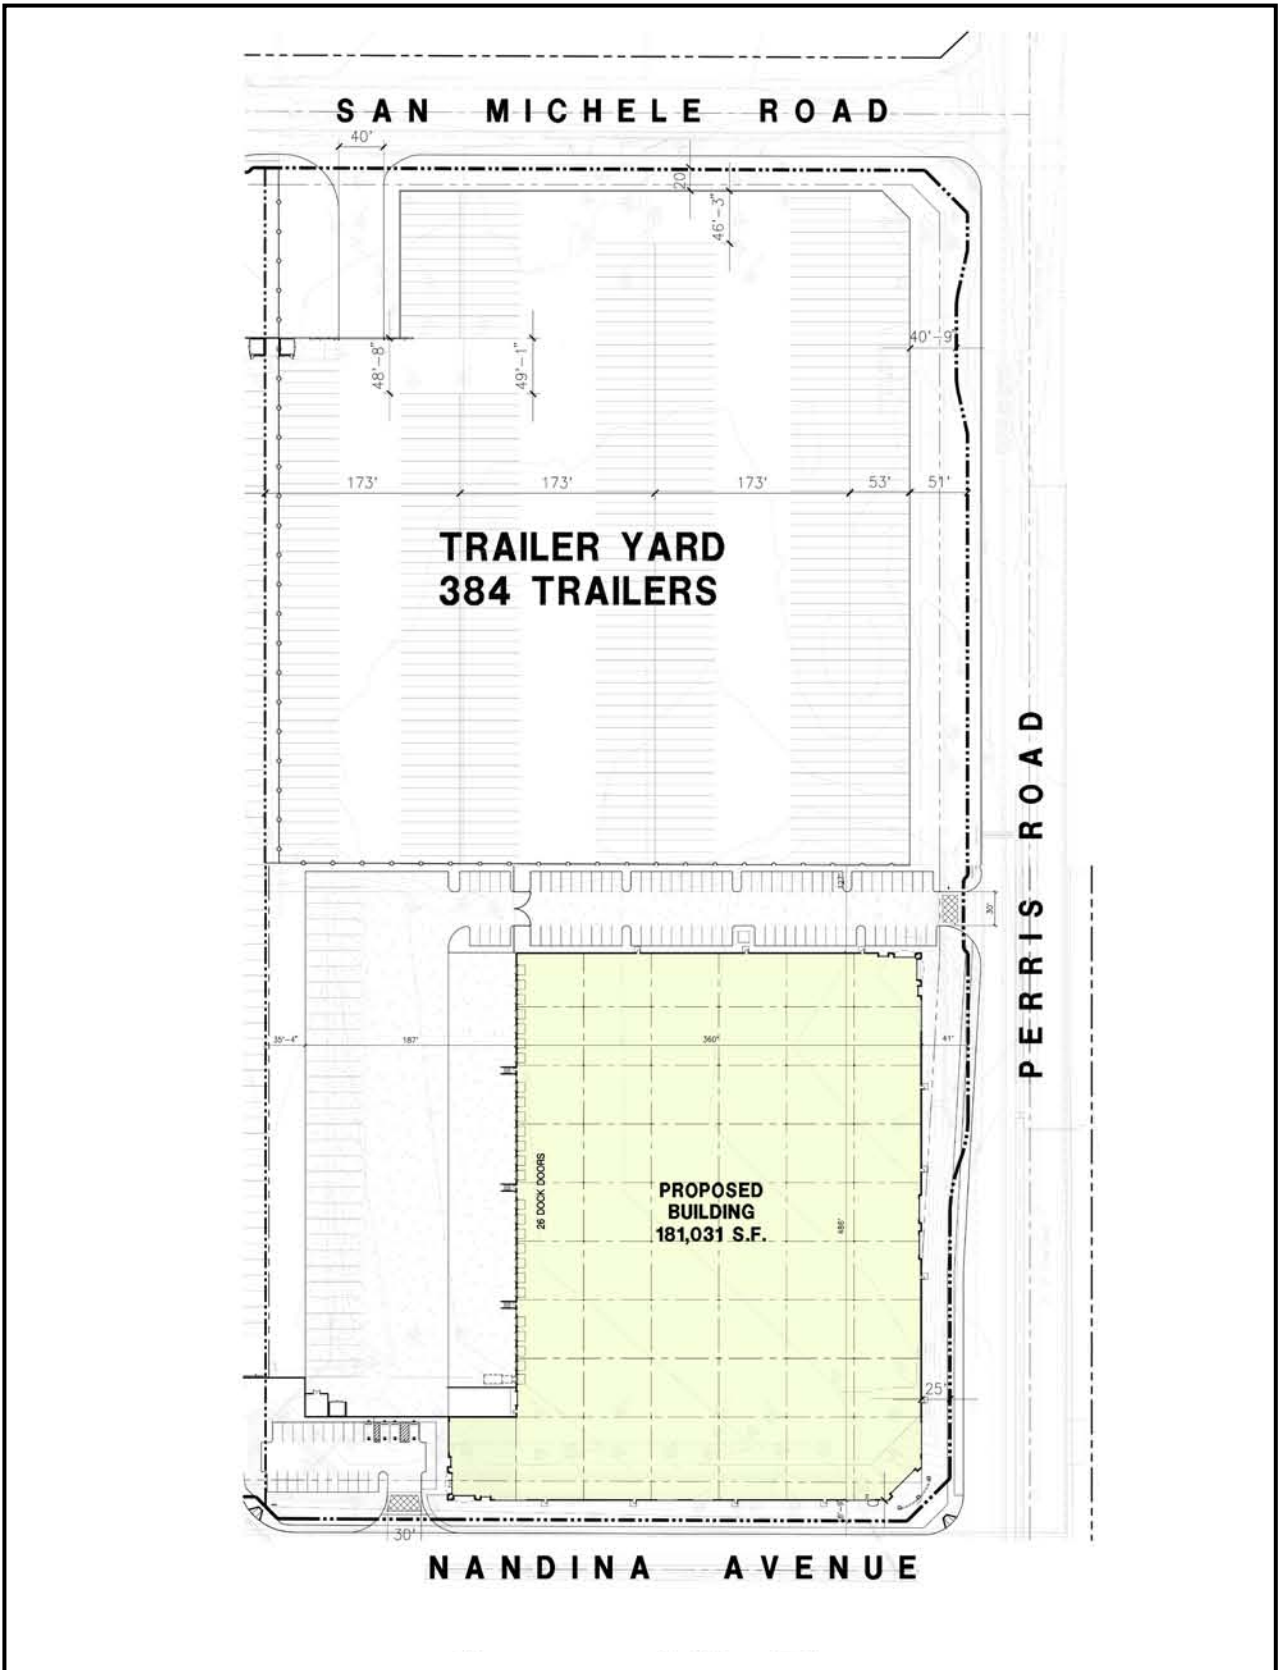 SAN MICHELE ROAD
40'
20'
46'-3"
40'-9"
48'-8"
49'-1"
173'
173'
173'
53'
51'
TRAILER YARD
384 TRAILERS
PERRIS ROAD
30'
35'-4"
187'
360'
41'
26 DOCK DOORS
PROPOSED
BUILDING
181,031 S.F.
486'
25'
30'
NANDINA AVENUE